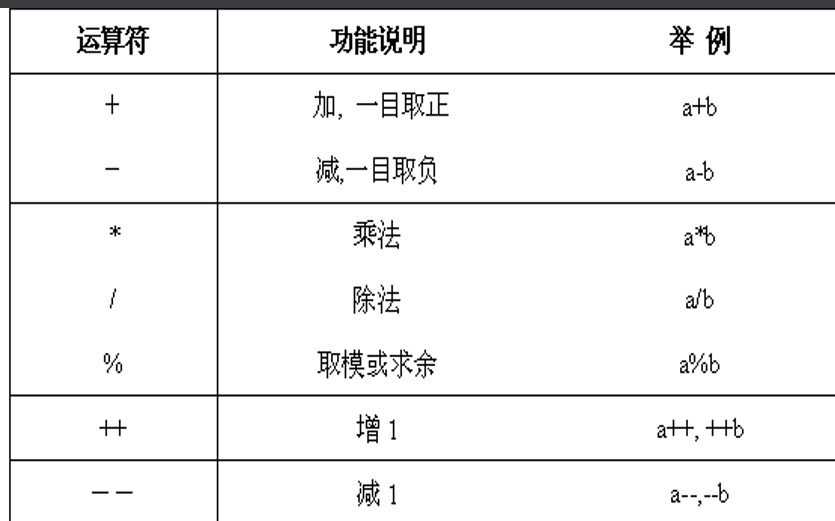 运算符 功能说明 举 例
+ 加, 一目取正 a+b
- 减,一目取负 a-b
* 乘法 a*b
/ 除法 a/b
% 取模或求余 a%b
++ 增 1 a++, ++b
-- 减 1 a--,--b